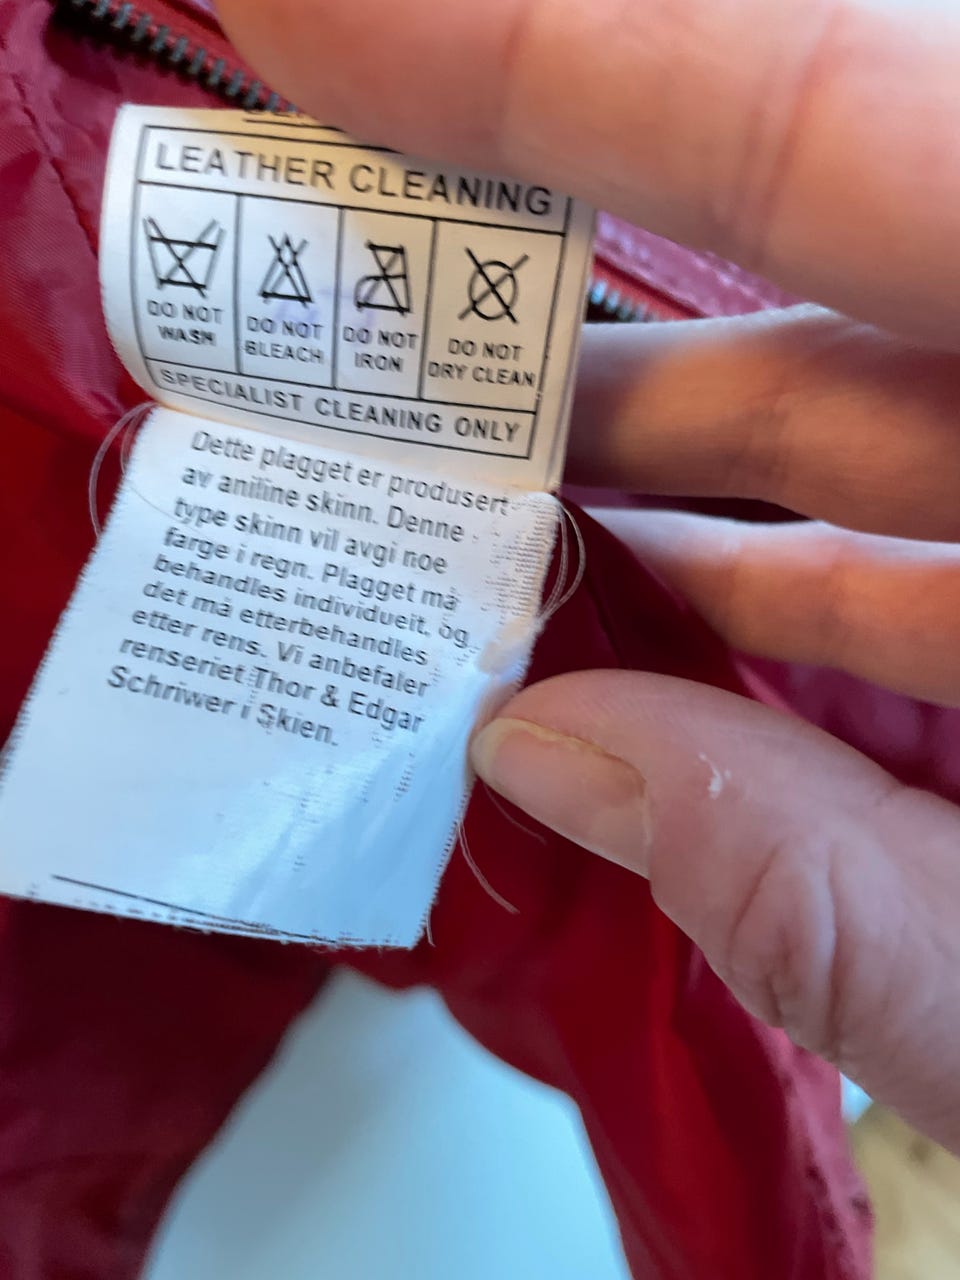 LEATHER CLEANING
DO NOT WASH
DO NOT BLEACH
DO NOT IRON
DO NOT DRY CLEAN
SPECIALIST CLEANING ONLY
Dette plagget er produsert
av aniline skinn. Denne
type skinn vil avgi noe
farge i regn. Plagget må
behandles individuelt, og
det må etterbehandles
etter rens. Vi anbefaler
renseriet Thor & Edgar
Schriwer i Skien.